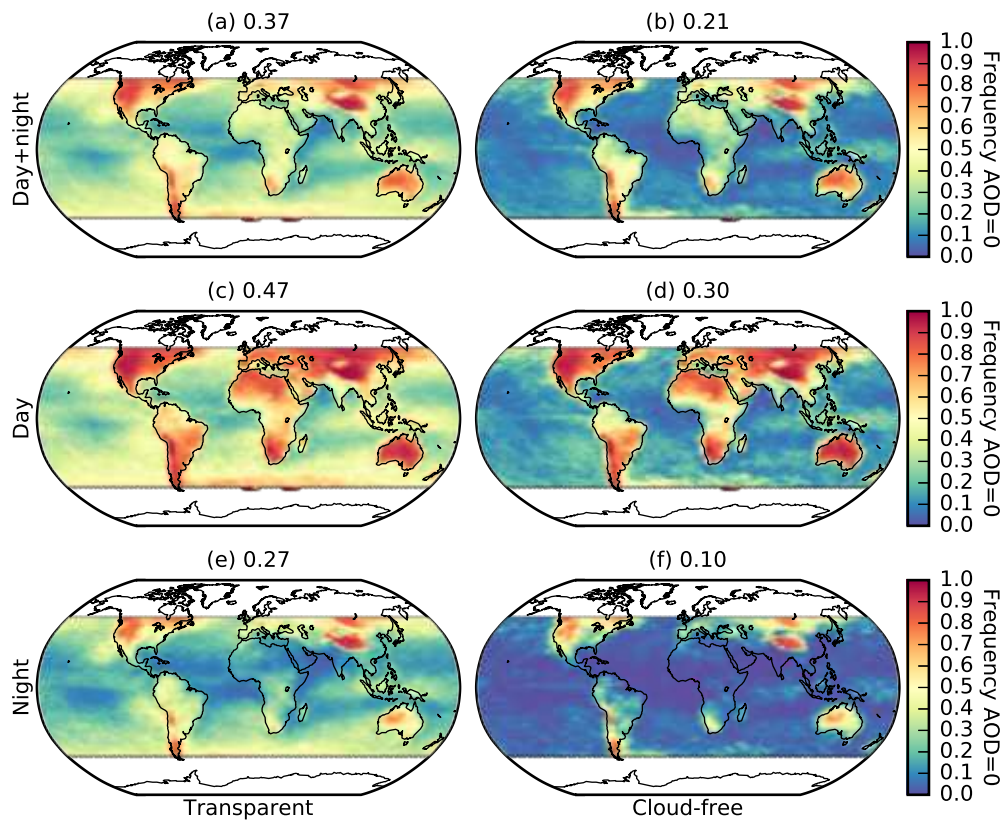 (a) 0.37
(b) 0.21
Day+night
1.0
0.9
0.8
0.7
0.6
0.5
0.4
0.3
0.2
0.1
0.0
Frequency AOD=0
(c) 0.47
(d) 0.30
Day
1.0
0.9
0.8
0.7
0.6
0.5
0.4
0.3
0.2
0.1
0.0
Frequency AOD=0
(e) 0.27
(f) 0.10
Night
1.0
0.9
0.8
0.7
0.6
0.5
0.4
0.3
0.2
0.1
0.0
Frequency AOD=0
Transparent
Cloud-free